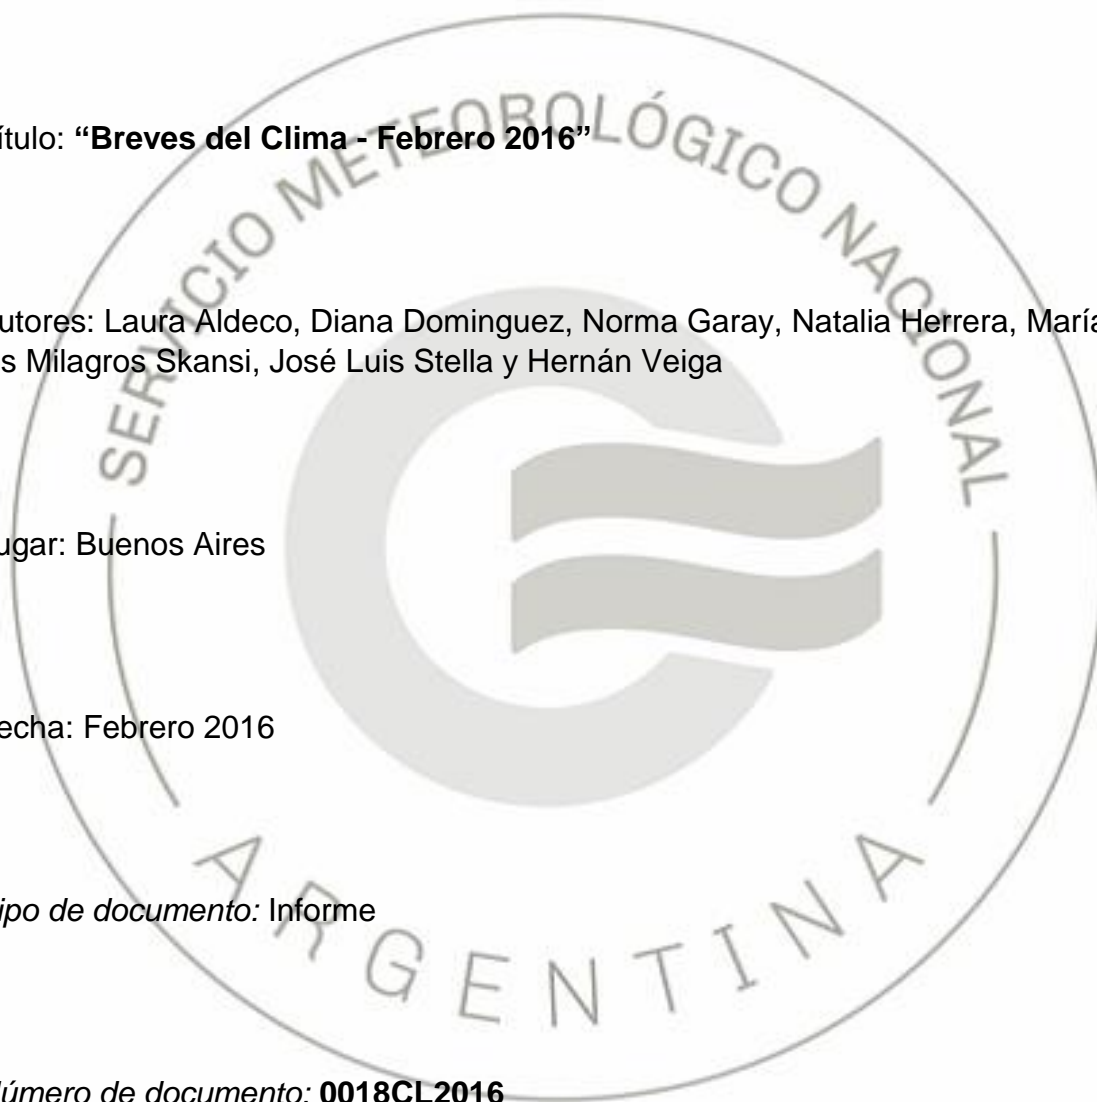 ítulo: “Breves del Clima - Febrero 2016”
SERVICIO METEOROLÓGICO NACIONAL
utores: Laura Aldeco, Diana Dominguez, Norma Garay, Natalia Herrera, María
s Milagros Skansi, José Luis Stella y Hernán Veiga
ugar: Buenos Aires
echa: Febrero 2016
ipo de documento: Informe
ARGENTINA
úmero de documento: 0018CL2016